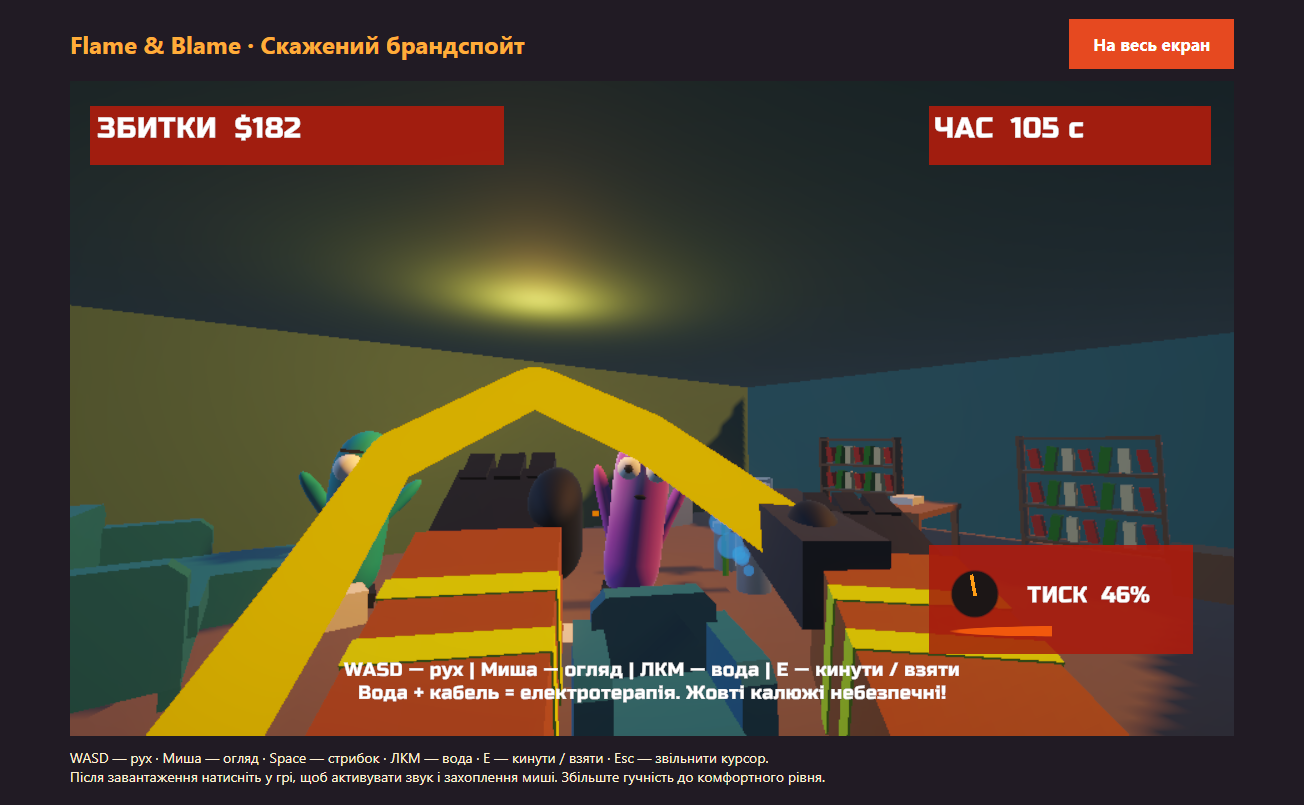 Flame & Blame · Скажений брандспойт
На весь екран
ЗБИТКИ $182
ЧАС 105 с
ТИСК 46%
WASD — рух | Миша — огляд | ЛКМ — вода | E — кинути / взяти
Вода + кабель = електротерапія. Жовті калюжі небезпечні!
WASD — рух · Миша — огляд · Space — стрибок · ЛКМ — вода · E — кинути / взяти · Esc — звільнити курсор.
Після завантаження натисніть у грі, щоб активувати звук і захоплення миші. Збільште гучність до комфортного рівня.